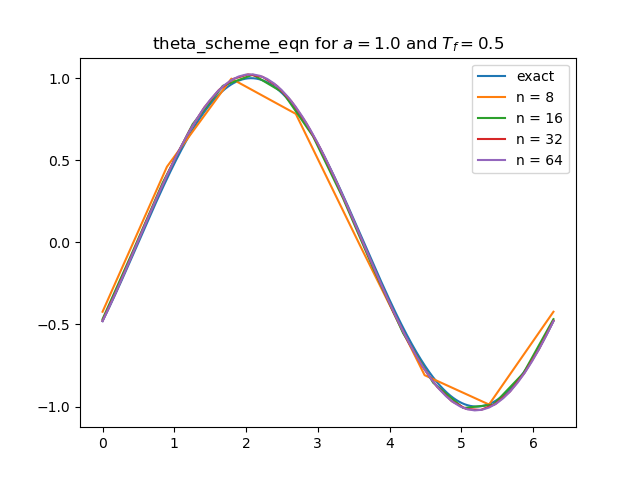 theta_scheme_eqn for a = 1.0 and T_f = 0.5
exact
n = 8
n = 16
n = 32
n = 64
1.0
0.5
0.0
−0.5
−1.0
0 1 2 3 4 5 6